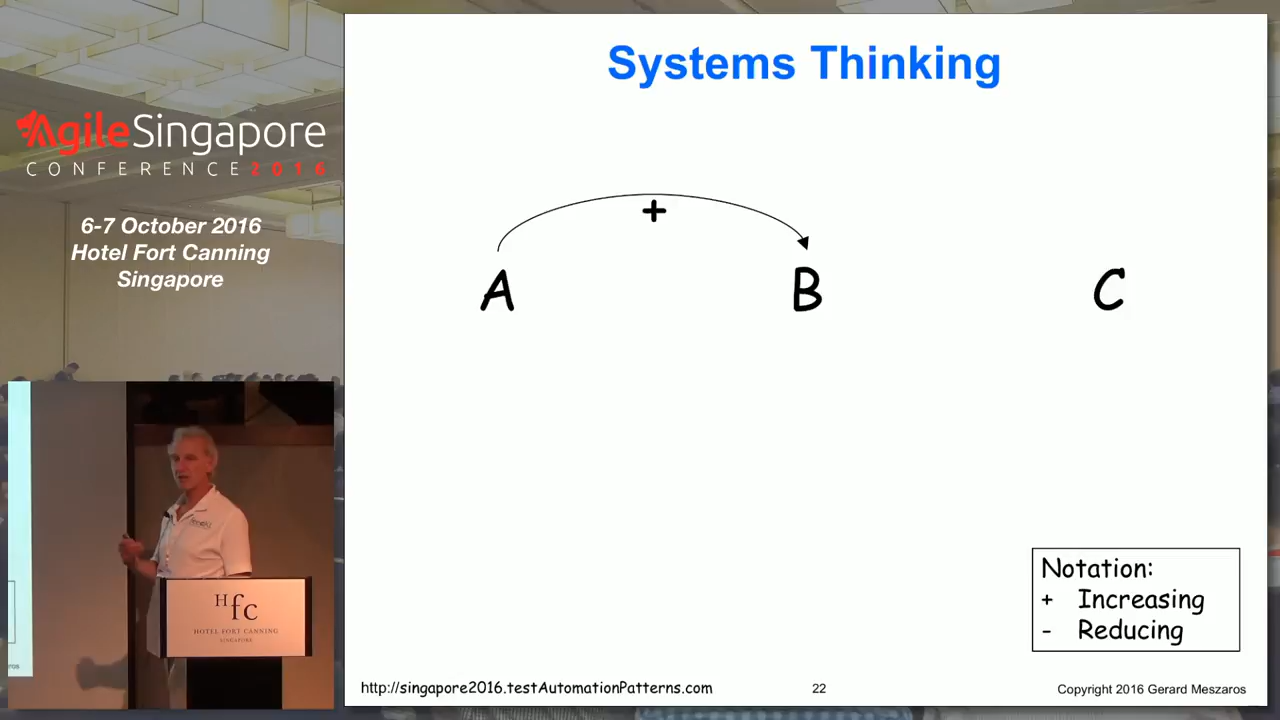 AgileSingapore
CONFERENCE 2016
6-7 October 2016
Hotel Fort Canning
Singapore
Hfc
HOTEL FORT CANNING
SINGAPORE
Systems Thinking
+
A B C
Notation:
+ Increasing
- Reducing
http://singapore2016.testAutomationPatterns.com
22
Copyright 2016 Gerard Meszaros